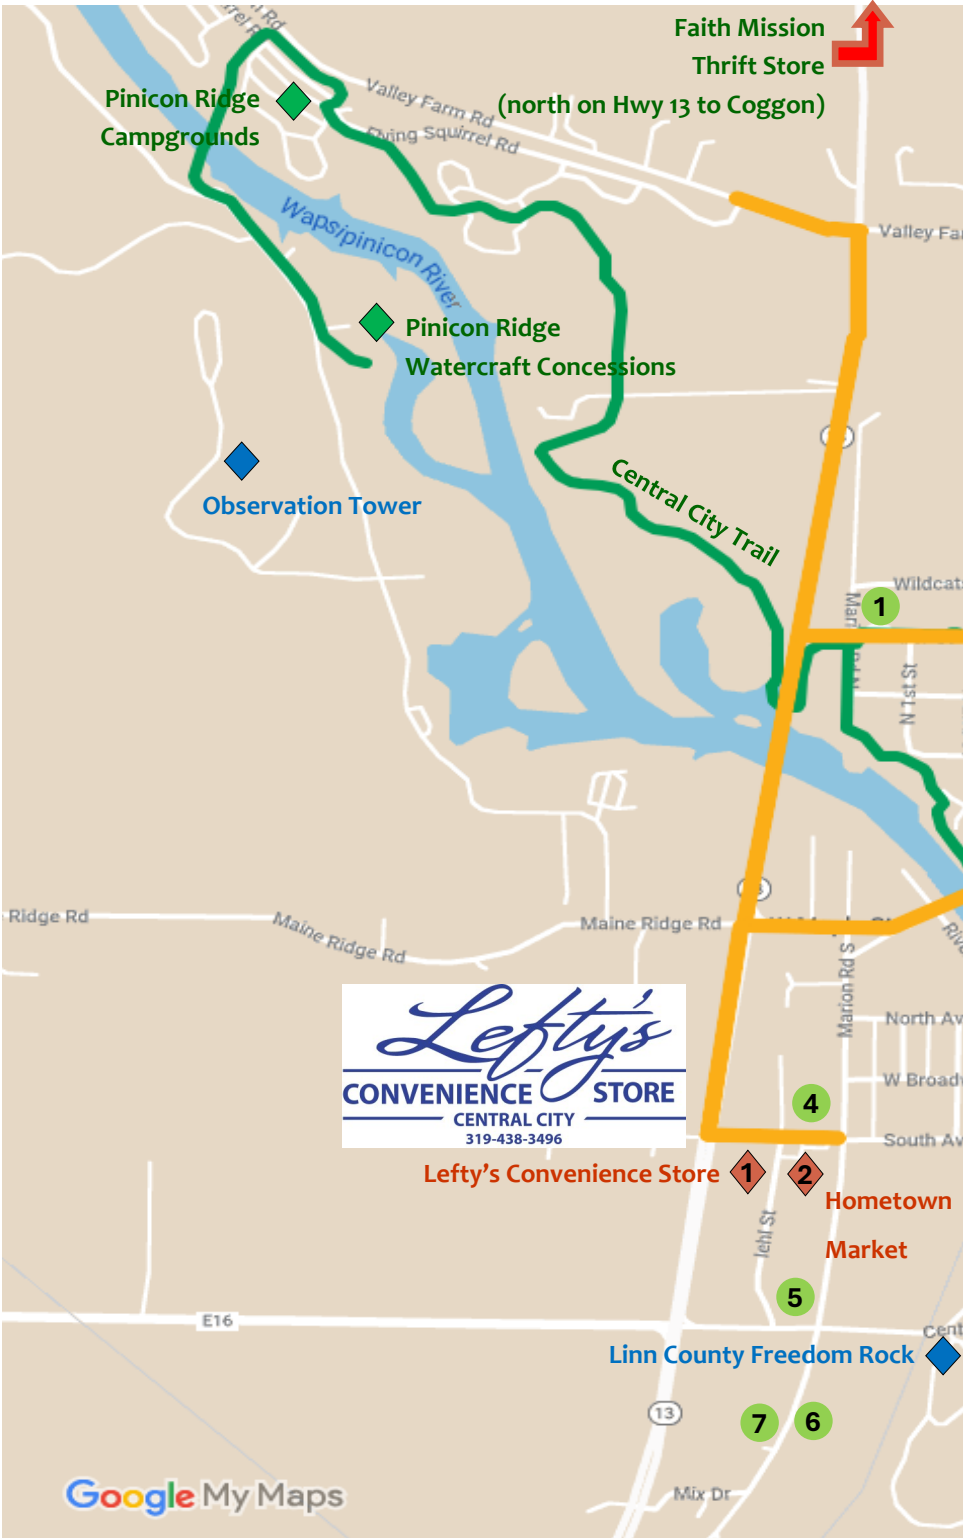 Faith Mission
Thrift Store
(north on Hwy 13 to Coggon)
Rd
Valley Farm Rd
Flying Squirrel Rd
Pinicon Ridge
Campgrounds
Wapsipinicon River
Valley Fa
Pinicon Ridge
Watercraft Concessions
Observation Tower
Central City Trail
Wildcat
1
N 1st St
Ridge Rd
Maine Ridge Rd
Maine Ridge Rd
Marion Rd S
North Av
W Broad
South Av
Lefty's
CONVENIENCE STORE
CENTRAL CITY
319-438-3496
4
Lefty's Convenience Store
1
2
Hometown
Market
Iehl St
5
E16
Cent
Linn County Freedom Rock
13
7
6
Mix Dr
Google My Maps